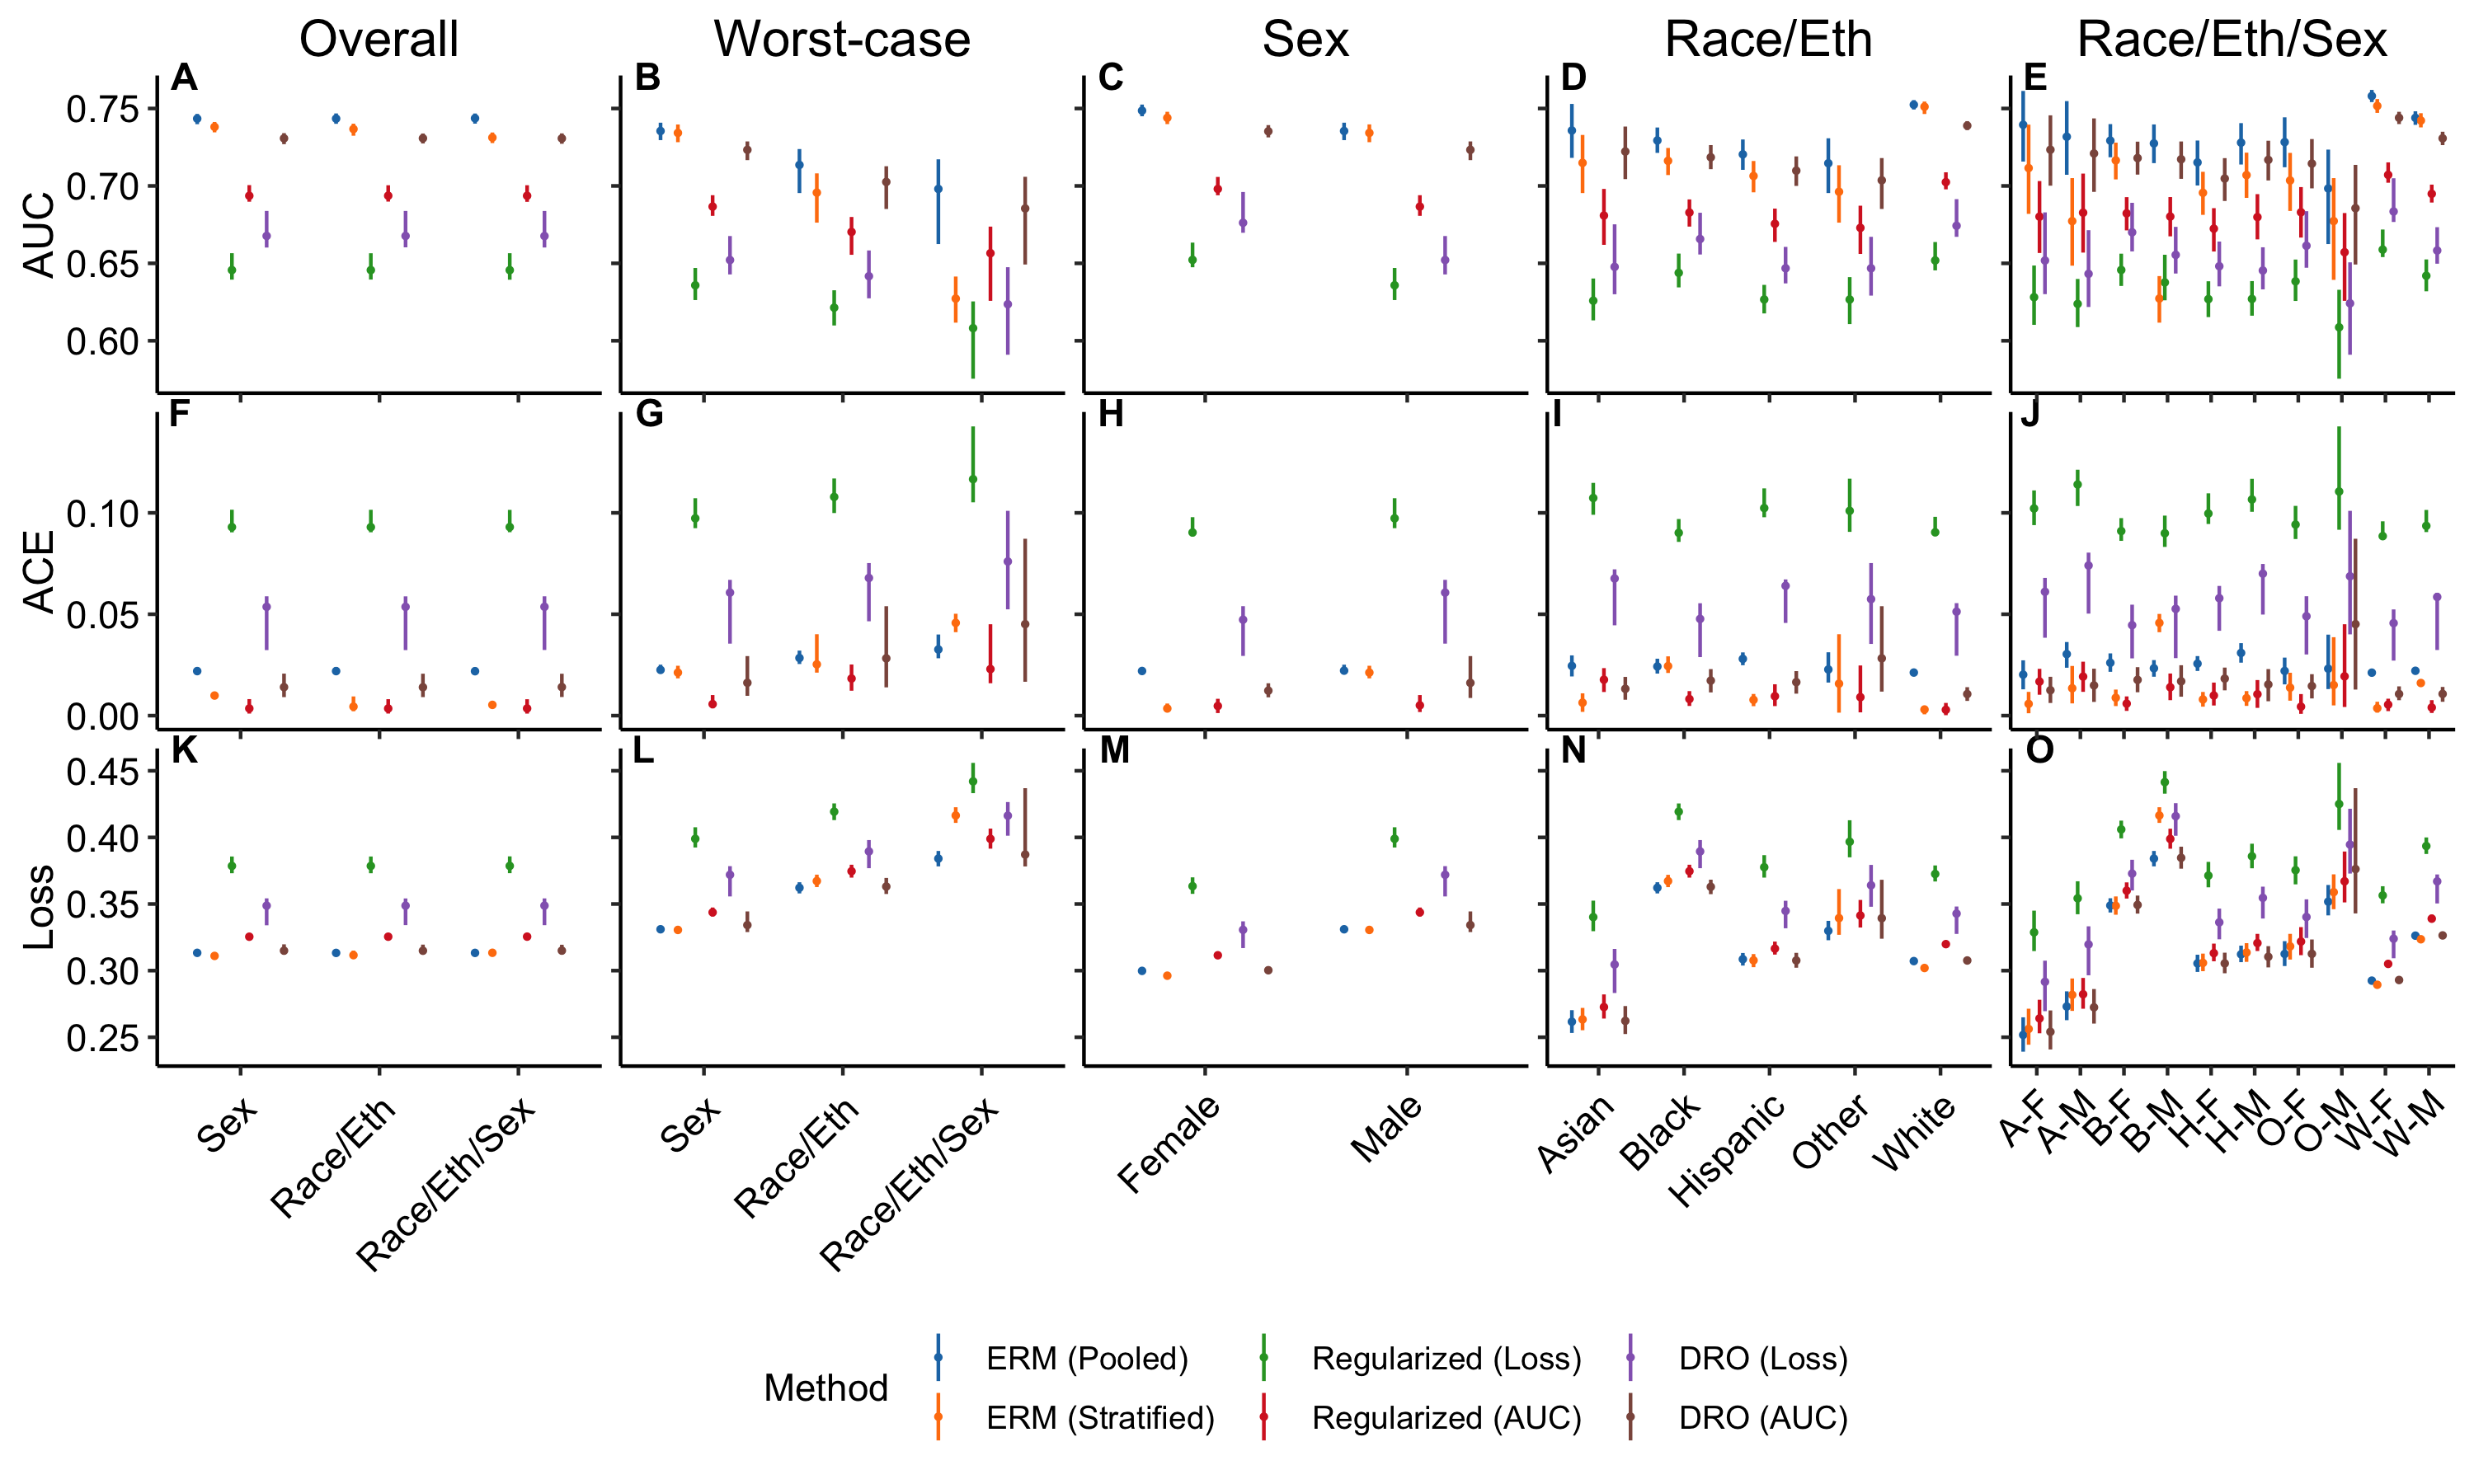 Overall Worst-case Sex Race/Eth Race/Eth/Sex
A B C D E
AUC
0.75
0.70
0.65
0.60
F G H I J
ACE
0.10
0.05
0.00
K L M N O
Loss
0.45
0.40
0.35
0.30
0.25
Sex Race/Eth Race/Eth/Sex
Sex Race/Eth Race/Eth/Sex
Female Male
Asian Black Hispanic Other White
A-F A-M B-F B-M H-F H-M O-F O-M W-F W-M
Method
ERM (Pooled) Regularized (Loss) DRO (Loss)
ERM (Stratified) Regularized (AUC) DRO (AUC)